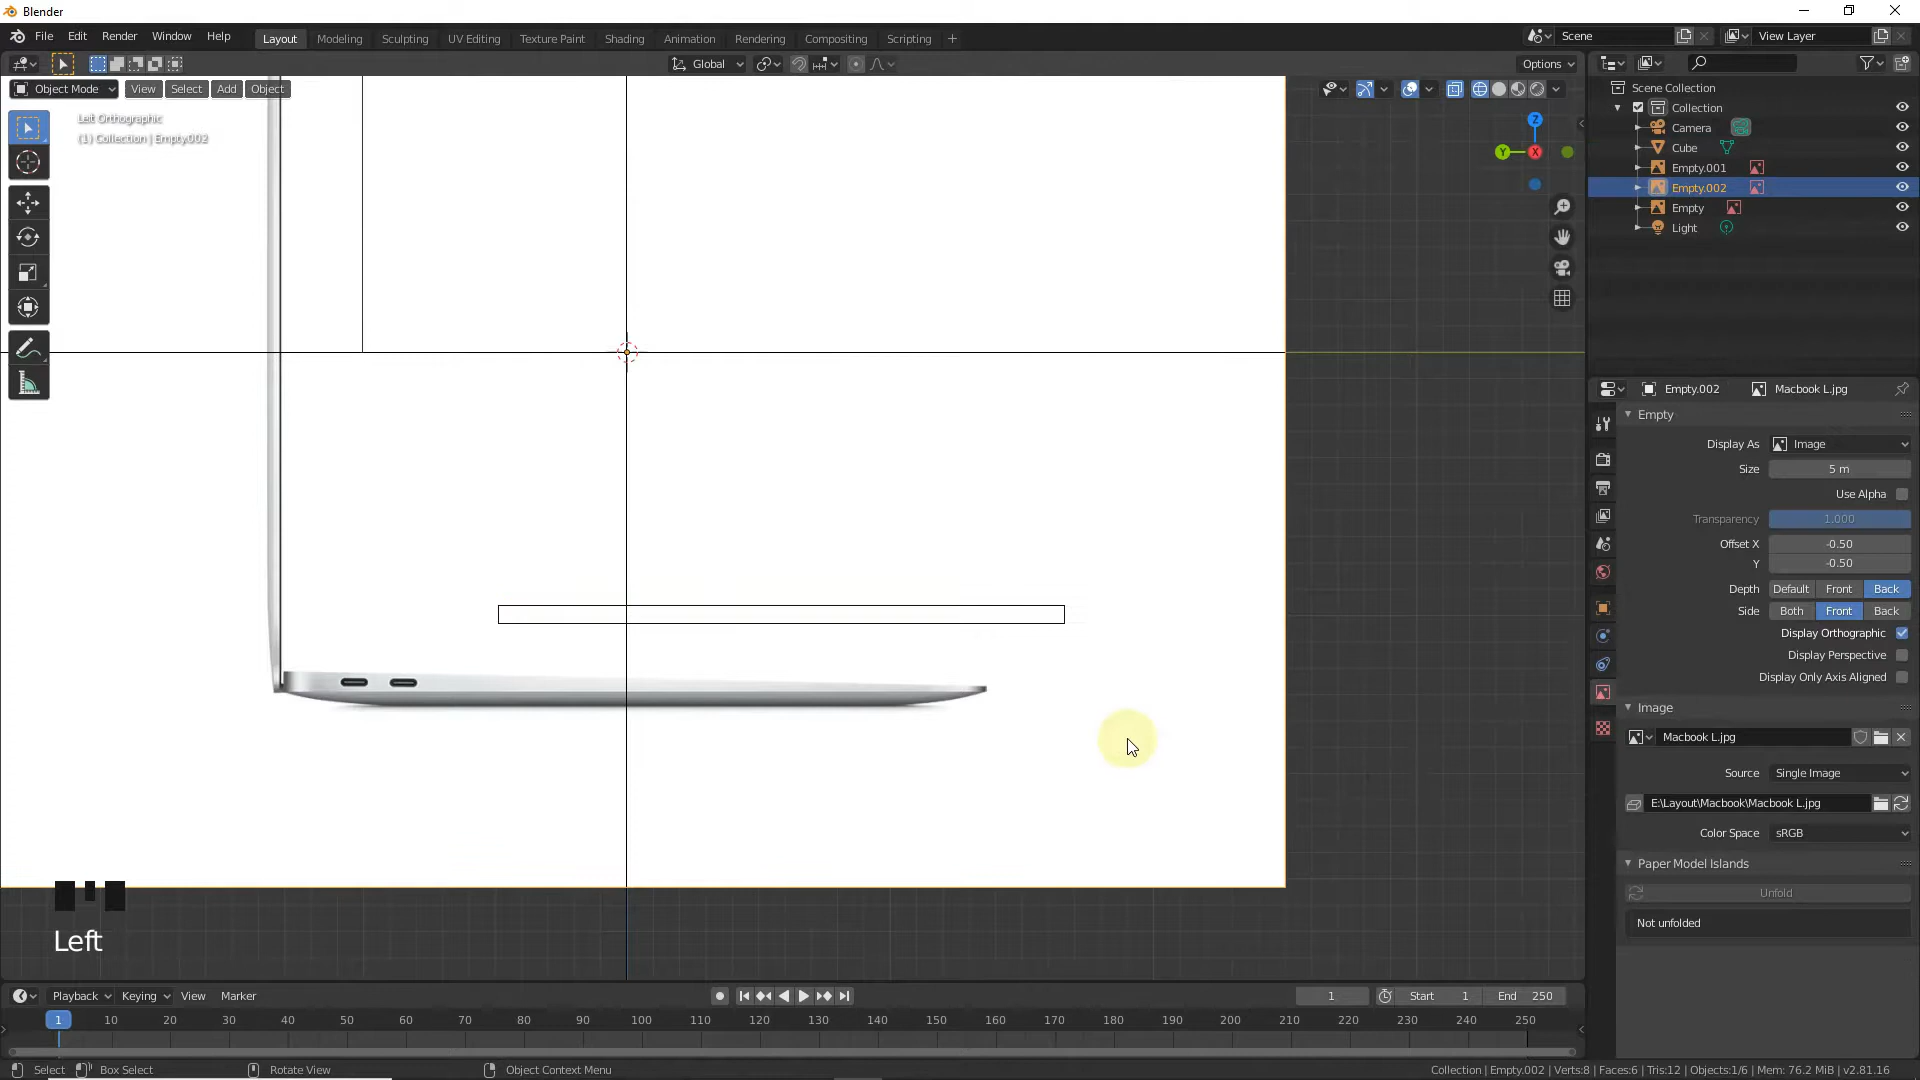 Blender
File Edit Render Window Help
Layout Modeling Sculpting UV Editing Texture Paint Shading Animation Rendering Compositing Scripting +
Scene View Layer
Global Options
Object Mode View Select Add Object
Left Orthographic
(1) Collection | Empty.002
Z
Y X
Scene Collection
Collection
Camera
Cube
Empty.001
Empty.002
Empty
Light
Empty.002 Macbook L.jpg
Empty
Display As Image
Size 5 m
Use Alpha
Transparency 1.000
Offset X -0.50
Y -0.50
Depth Default Front Back
Side Both Front Back
Display Orthographic
Display Perspective
Display Only Axis Aligned
Image
Macbook L.jpg
Source Single Image
E:\Layout\Macbook\Macbook L.jpg
Color Space sRGB
Paper Model Islands
Unfold
Not unfolded
Left
Playback Keying View Marker 1 Start 1 End 250
1 10 20 30 40 50 60 70 80 90 100 110 120 130 140 150 160 170 180 190 200 210 220 230 240 250
Select Box Select Rotate View Object Context Menu Collection | Empty.002 | Verts:8 | Faces:6 | Tris:12 | Objects:1/6 | Mem: 76.2 MiB | v2.81.16